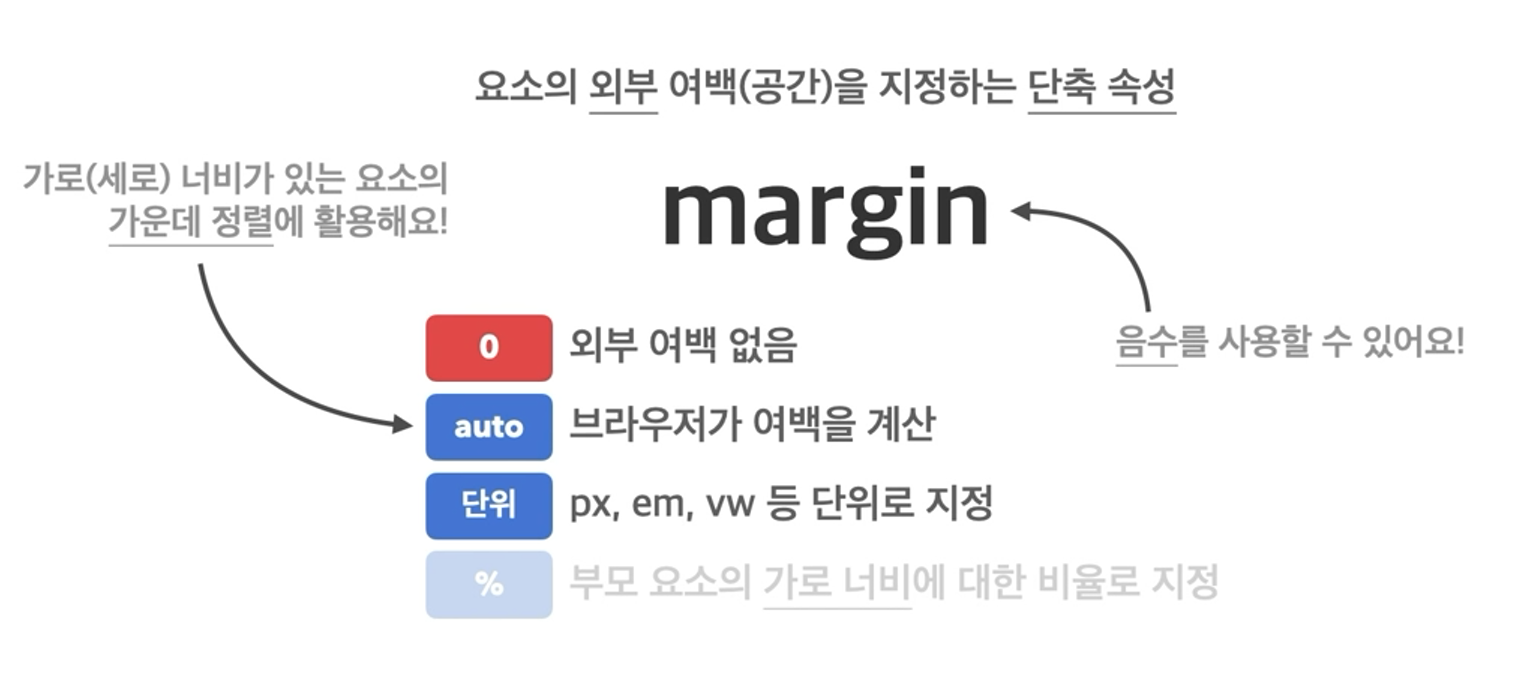 요소의 외부 여백(공간)을 지정하는 단축 속성
가로(세로) 너비가 있는 요소의
가운데 정렬에 활용해요!
margin
음수를 사용할 수 있어요!
0 외부 여백 없음
auto 브라우저가 여백을 계산
단위 px, em, vw 등 단위로 지정
% 부모 요소의 가로 너비에 대한 비율로 지정